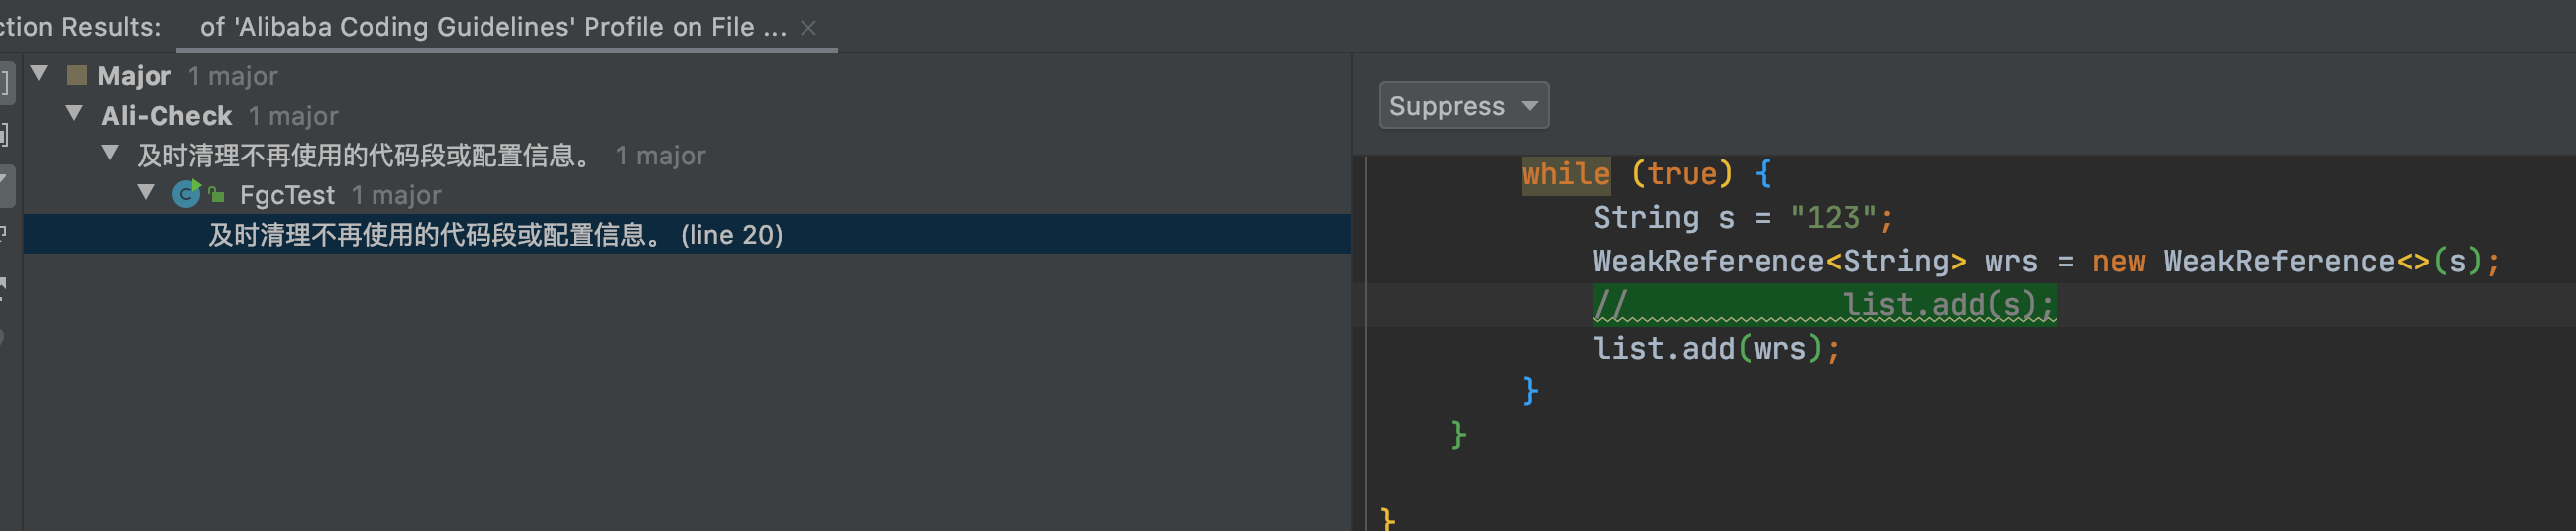 ction Results: of 'Alibaba Coding Guidelines' Profile on File ...
Major 1 major
Ali-Check 1 major
及时清理不再使用的代码段或配置信息。 1 major
FgcTest 1 major
及时清理不再使用的代码段或配置信息。 (line 20)
Suppress
while (true) {
String s = "123";
WeakReference<String> wrs = new WeakReference<>(s);
// list.add(s);
list.add(wrs);
}
}
}